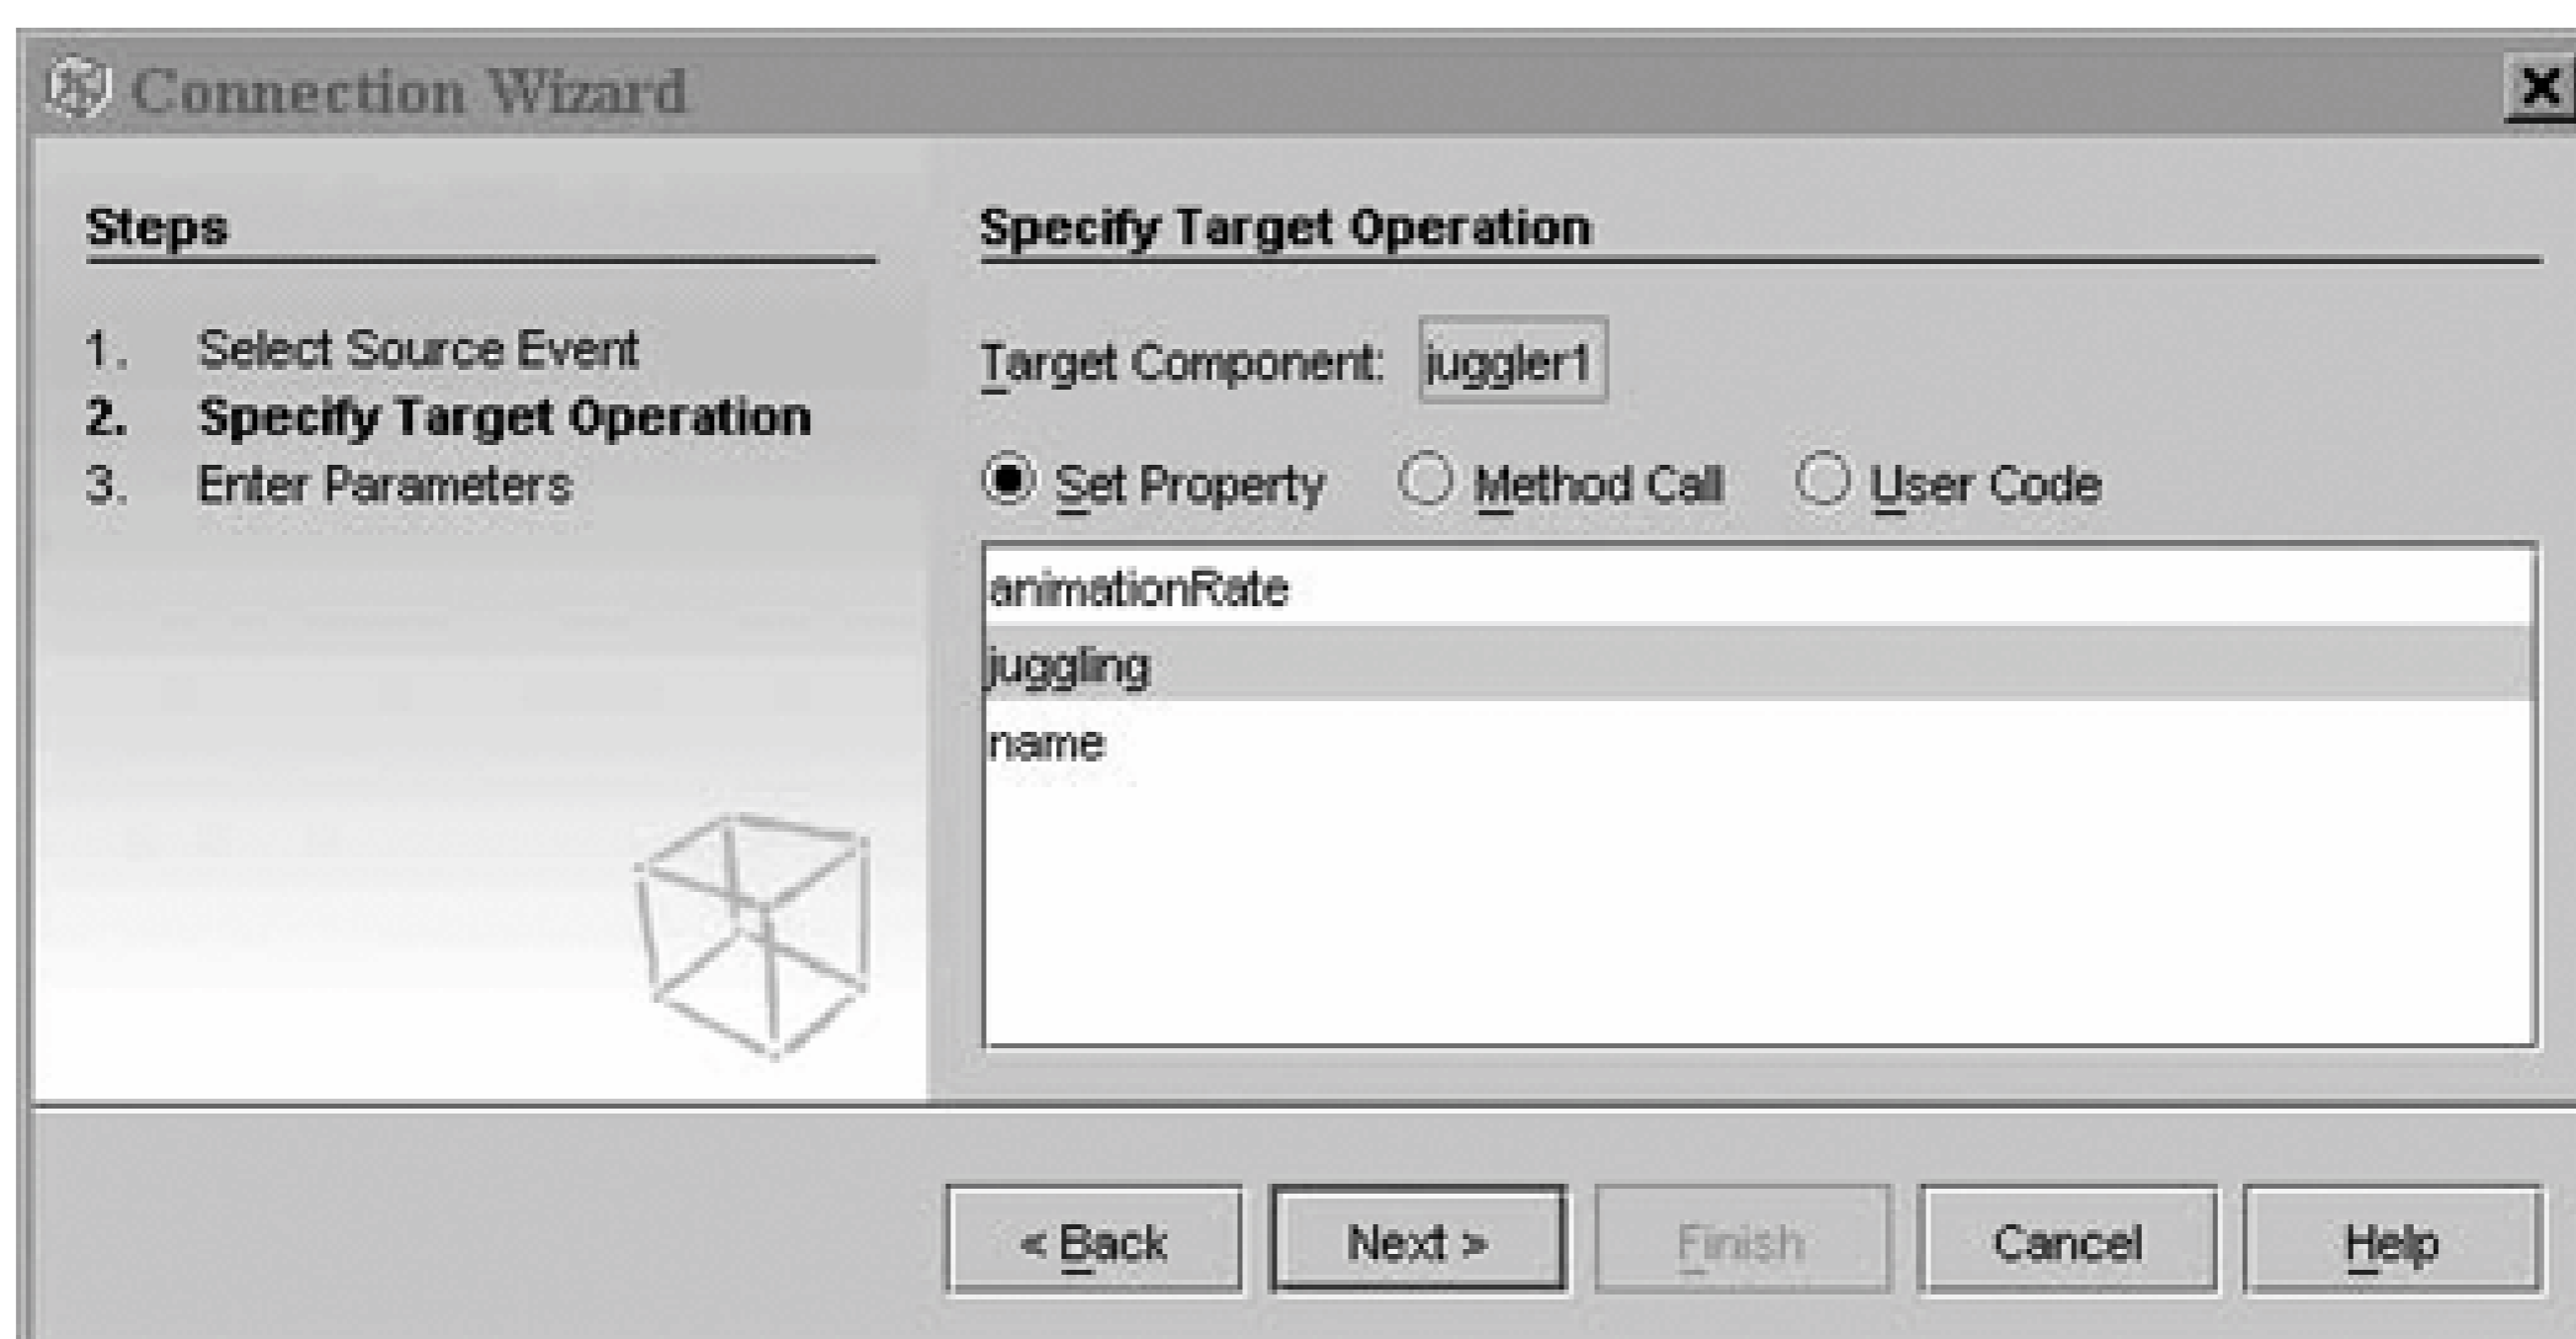 Connection Wizard
Steps
1. Select Source Event
2. Specify Target Operation
3. Enter Parameters
Specify Target Operation
Target Component: juggler1
Set Property Method Call User Code
animationRate
juggling
name
< Back Next > Finish Cancel Help